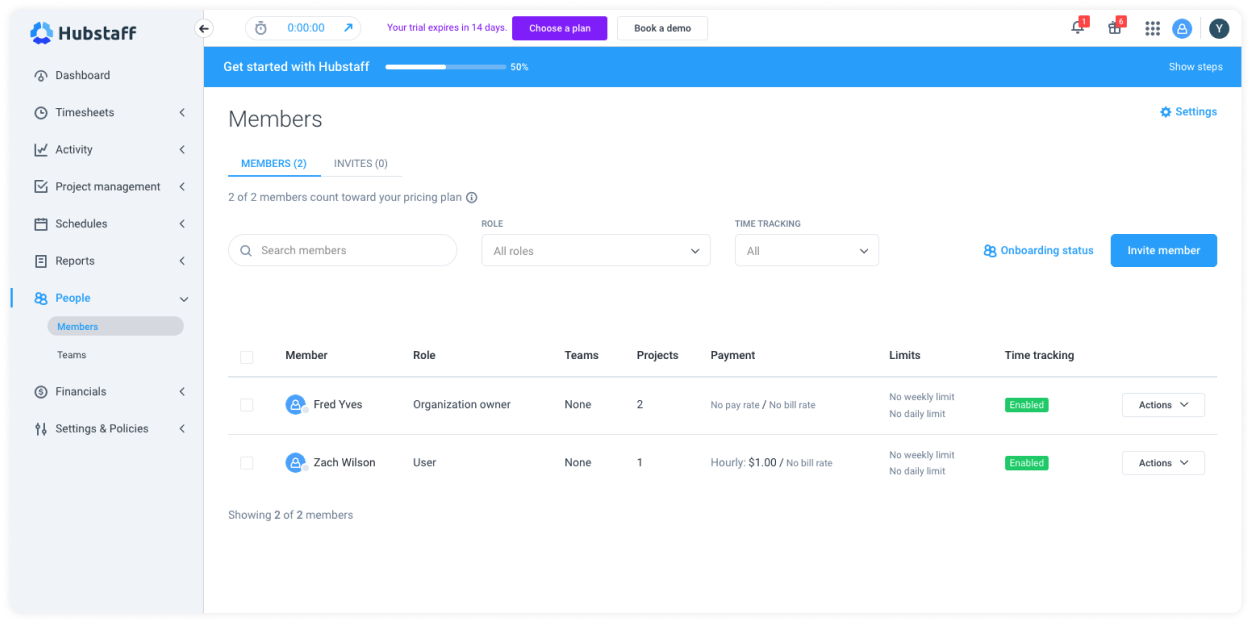 Hubstaff
0:00:00
Your trial expires in 14 days.
Choose a plan
Book a demo
1
6
Y
Get started with Hubstaff
50%
Show steps
Dashboard
Timesheets
Activity
Project management
Schedules
Reports
People
Members
Teams
Financials
Settings & Policies
Members
Settings
MEMBERS (2)
INVITES (0)
2 of 2 members count toward your pricing plan
Search members
ROLE
All roles
TIME TRACKING
All
Onboarding status
Invite member
Member Role Teams Projects Payment Limits Time tracking
Fred Yves Organization owner None 2 No pay rate / No bill rate No weekly limit Enabled Actions
No daily limit
Zach Wilson User None 1 Hourly: $1.00 / No bill rate No weekly limit Enabled Actions
No daily limit
Showing 2 of 2 members